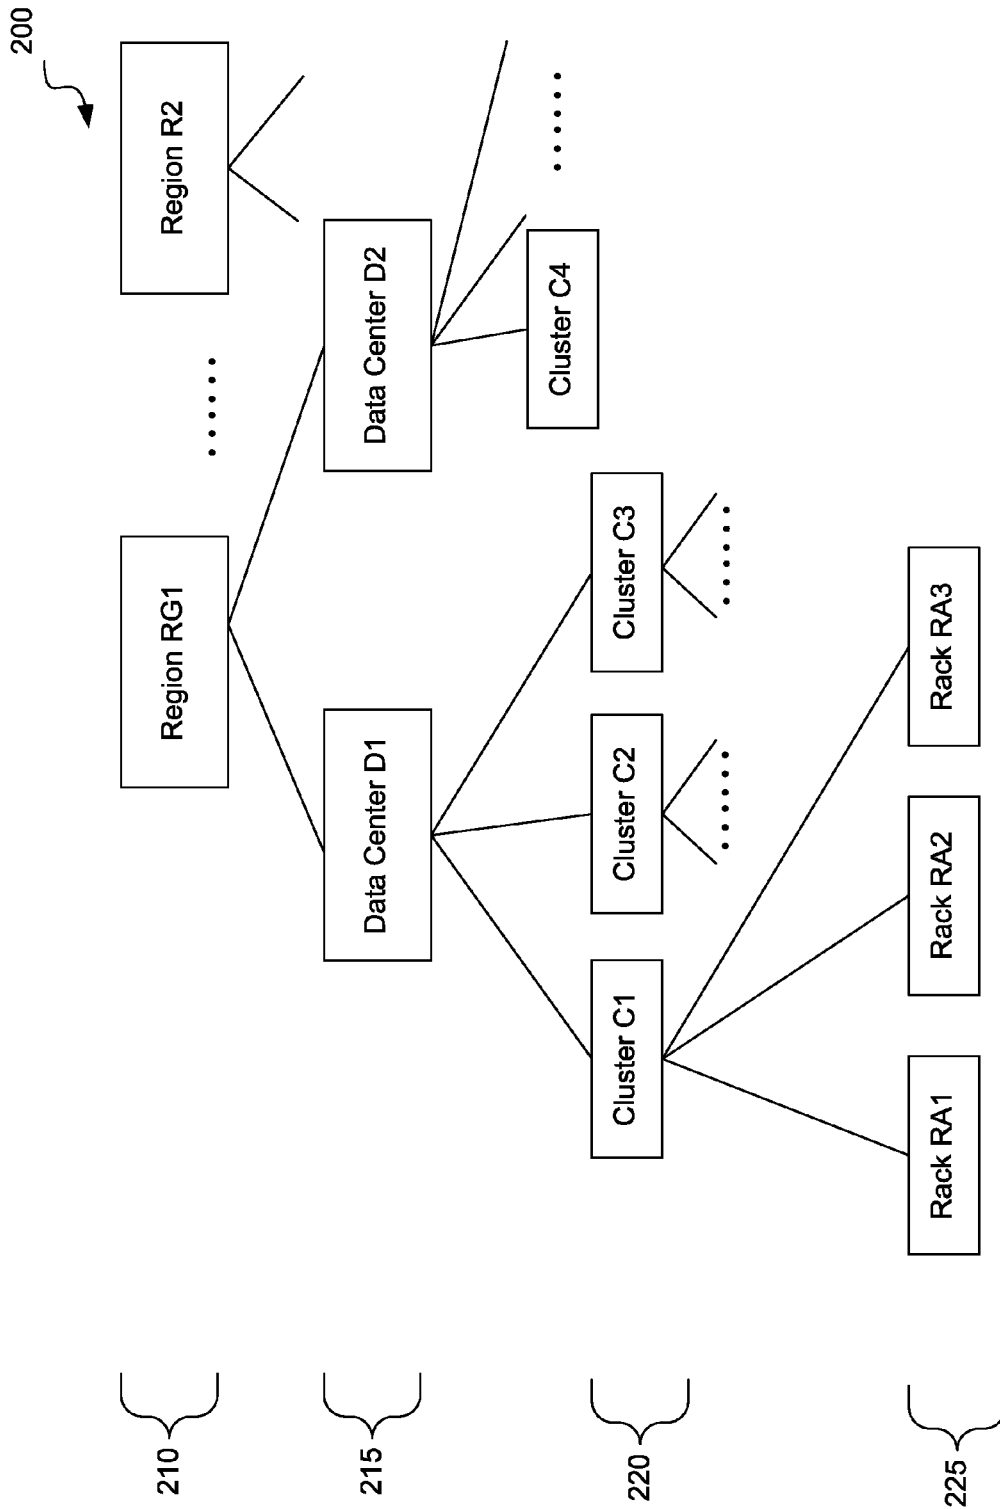 200
210
Region RG1
......
Region R2
215
Data Center D1
Data Center D2
220
Cluster C1
Cluster C2
Cluster C3
Cluster C4
......
......
......
225
Rack RA1
Rack RA2
Rack RA3